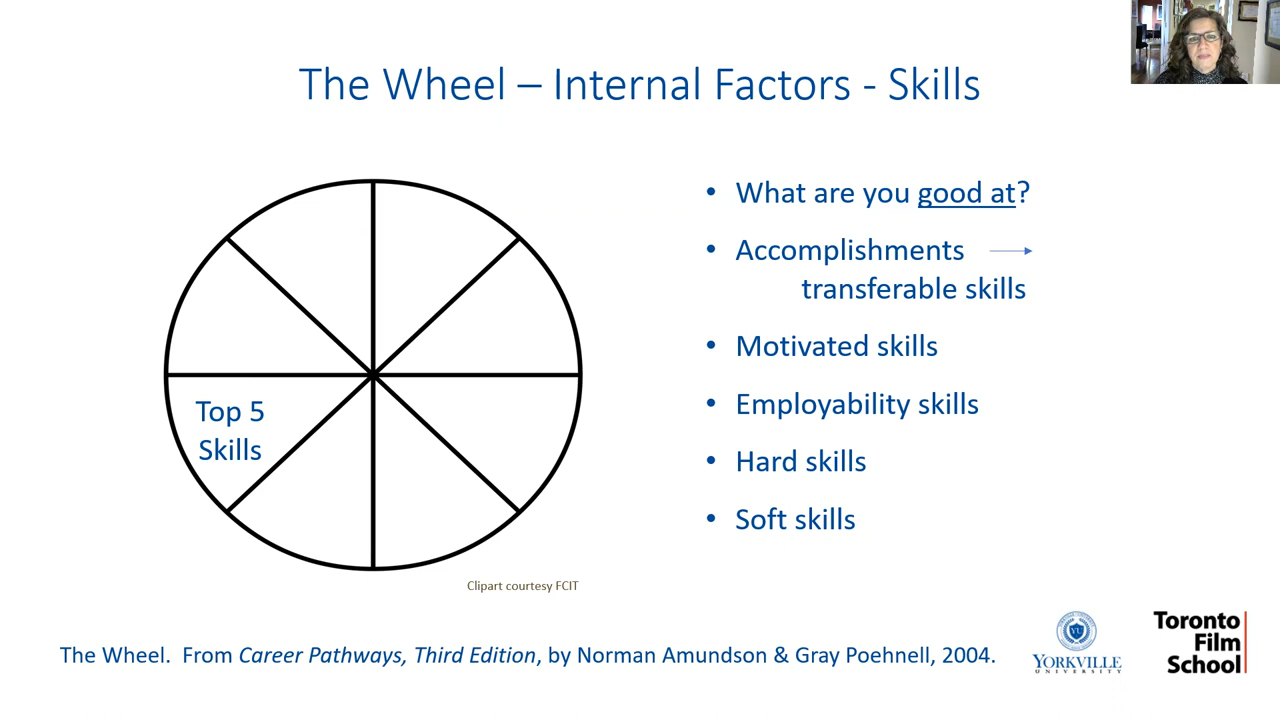 The Wheel – Internal Factors - Skills
Top 5
Skills
• What are you good at?
• Accomplishments
transferable skills
• Motivated skills
• Employability skills
• Hard skills
• Soft skills
Clipart courtesy FCIT
The Wheel. From Career Pathways, Third Edition, by Norman Amundson & Gray Poehnell, 2004.
YORKVILLE
UNIVERSITY
Toronto
Film
School